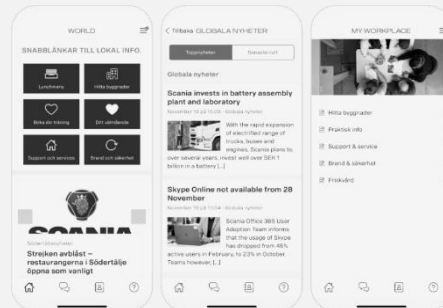 WORLD
SNABBLÄNKAR TILL LOKAL INFO.
Lunchmenu
Hitta byggnader
Boka din träning
Ditt välmående
Support och services
Brand och säkerhet
SCANIA
Södertäljenyheter
Strejken avblåst –
restaurangerna i Södertälje
öppna som vanligt
Tillbaka GLOBALA NYHETER
Toppnyheter
Senaste nytt
Globala nyheter
Scania invests in battery assembly
plant and laboratory
November
Globala nyheter
With the rapid expansion
of electrified range of
trucks, buses and
engines, Scania plans to,
over several years, invest well over SEK 1
billion in a battery [...]
Skype Online not available from 28
November
Globala nyheter
Scania Office 365 User
Adoption Team informs
that the usage of Skype
has dropped from 46%
active users in February, to 23% in October.
Teams however, [...]
MY WORKPLACE
Hitta byggnader
Praktisk info
Support & service
Brand & säkerhet
Friskvård